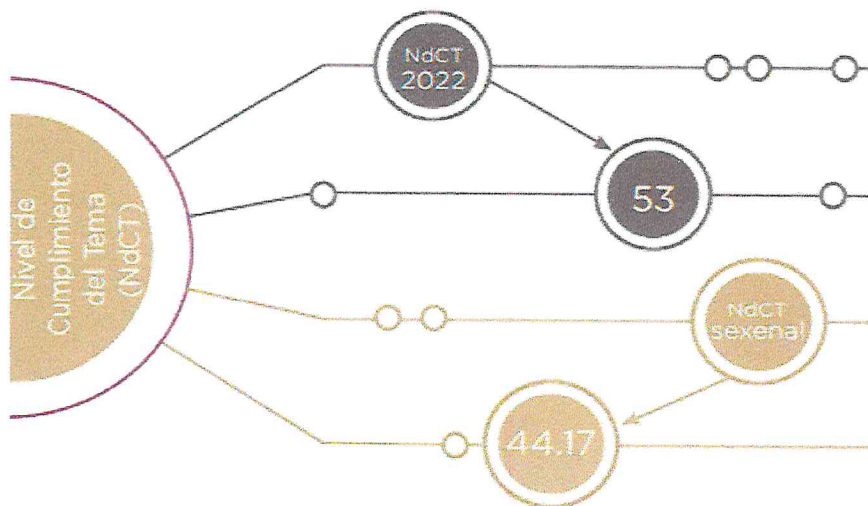 Nivel de
Cumplimiento
del Tema
(NdCT)
NdCT
2022
53
NdCT
sexenal
44.17